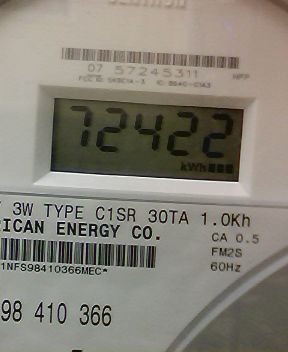 07 57245311
72422
kWh
3W TYPE C1SR 30TA 1.0Kh
RICAN ENERGY CO.
CA 0.5
FM2S
60Hz
1NFS98410366MEC*
98 410 366